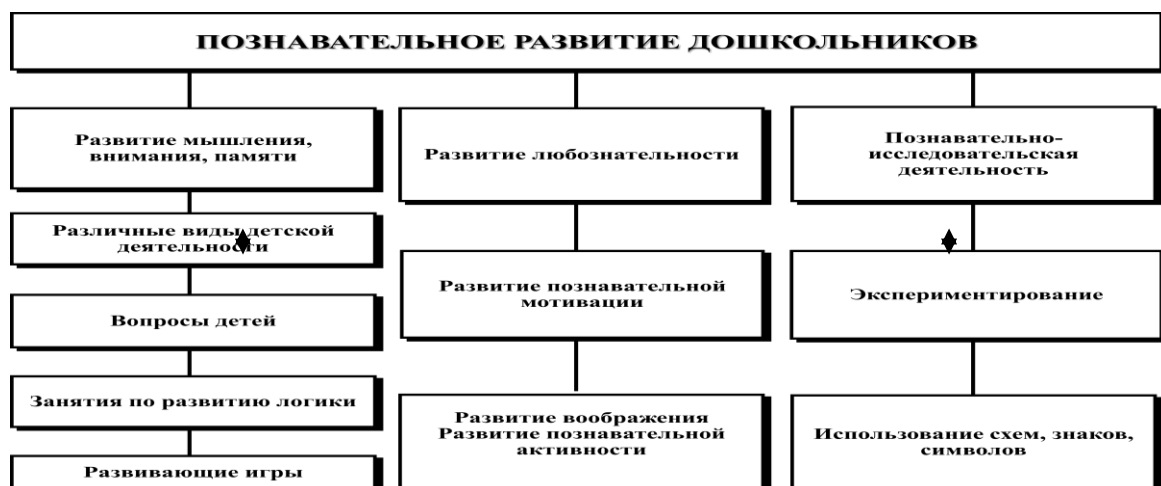 ПОЗНАВАТЕЛЬНОЕ РАЗВИТИЕ ДОШКОЛЬНИКОВ
Развитие мышления,
внимания, памяти
Различные виды детской
деятельности
Вопросы детей
Занятия по развитию логики
Развивающие игры
Развитие любознательности
Развитие познавательной
мотивации
Развитие воображения
Развитие познавательной
активности
Познавательно-
исследовательская
деятельность
Экспериментирование
Использование схем, знаков,
символов